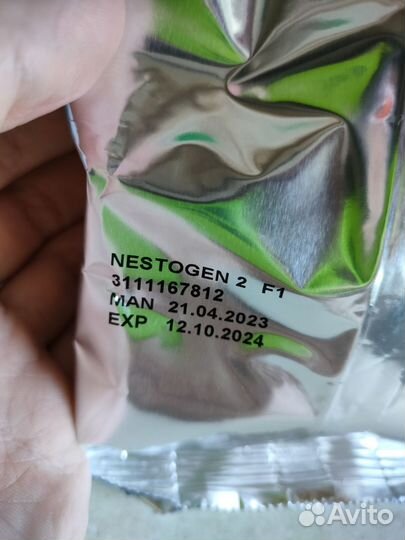 NESTOGEN 2 F1
3111167812
MAN 21.04.2023
EXP 12.10.2024
Avito